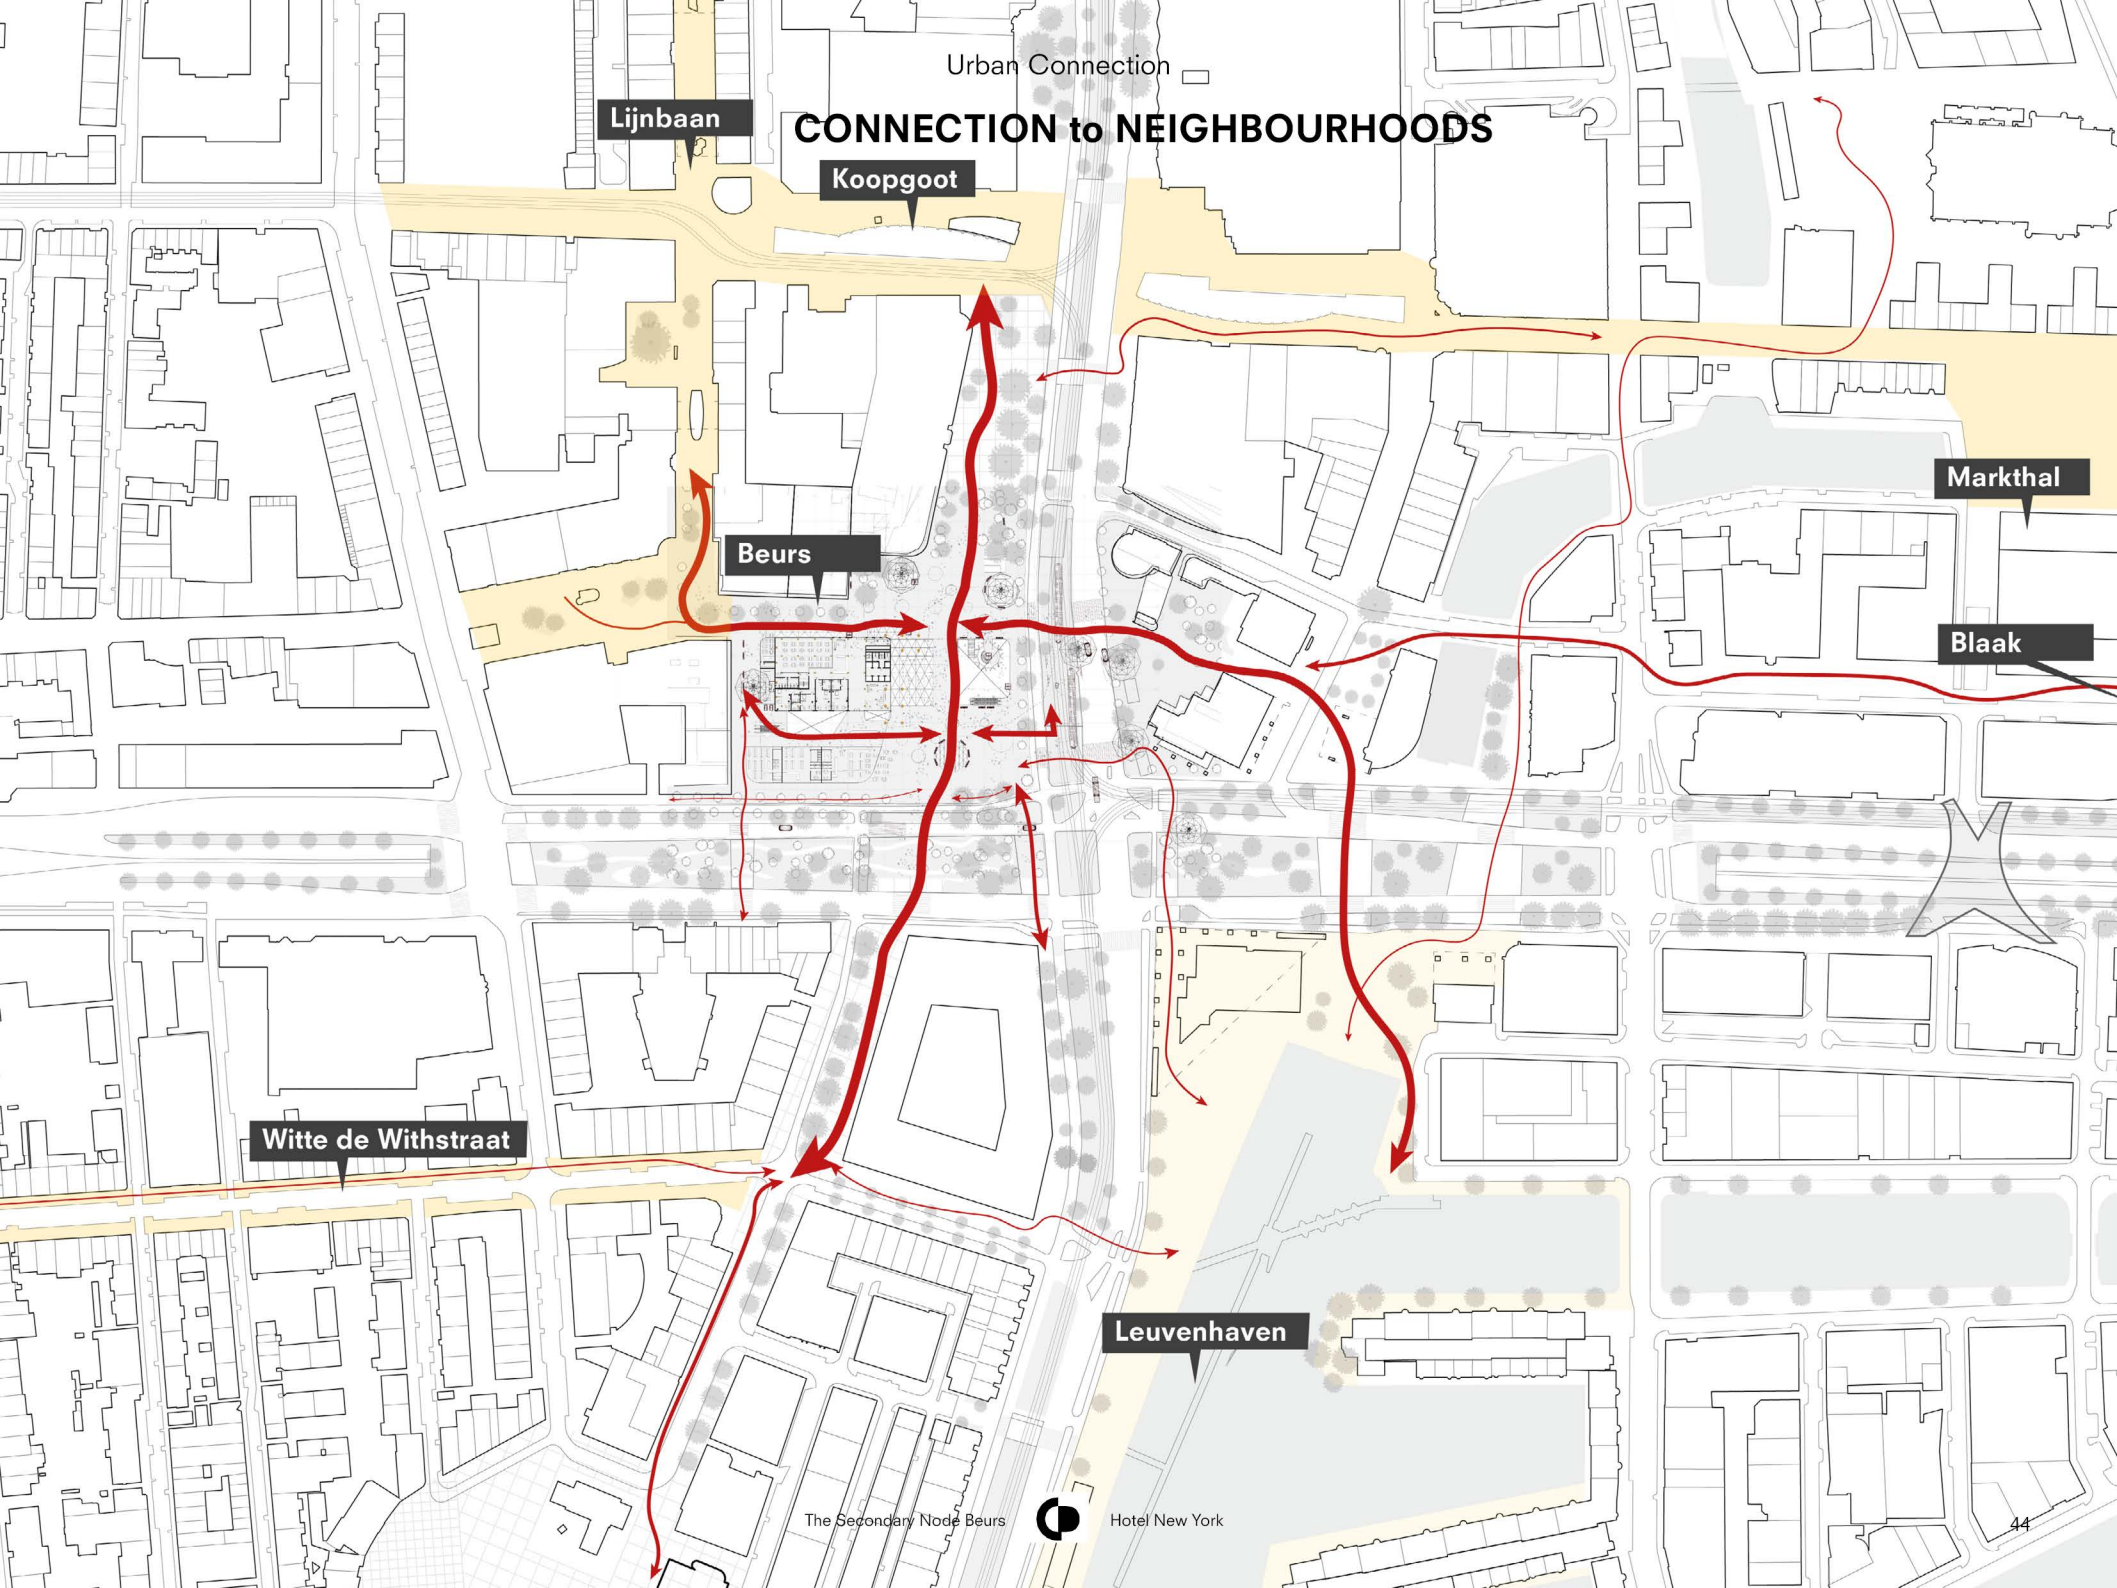 Urban Connection
CONNECTION to NEIGHBOURHOODS
Lijnbaan
Koopgoot
Markthal
Beurs
Blaak
Witte de Withstraat
Leuvenhaven
The Secondary Node Beurs
Hotel New York
44